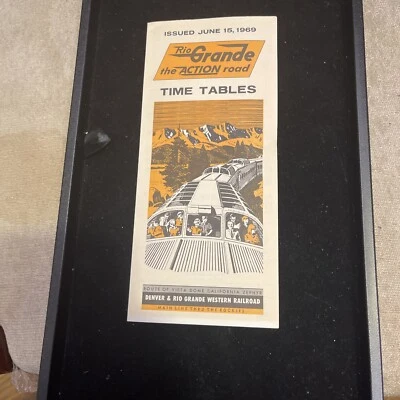 ISSUED JUNE 15, 1969
Rio Grande
the ACTION road
TIME TABLES
ROUTE OF VISTA DOME CALIFORNIA ZEPHYR
DENVER & RIO GRANDE WESTERN RAILROAD
MAIN LINE THRU THE ROCKIES